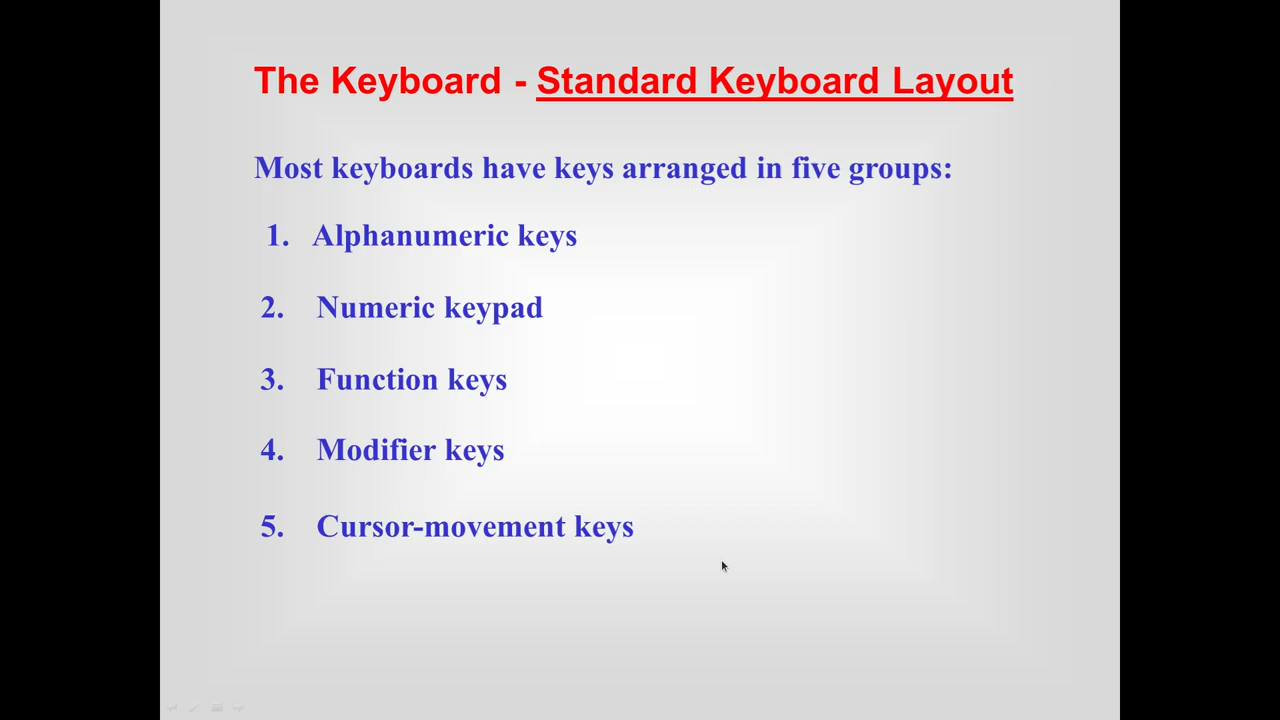 The Keyboard - Standard Keyboard Layout
Most keyboards have keys arranged in five groups:
1. Alphanumeric keys
2. Numeric keypad
3. Function keys
4. Modifier keys
5. Cursor-movement keys